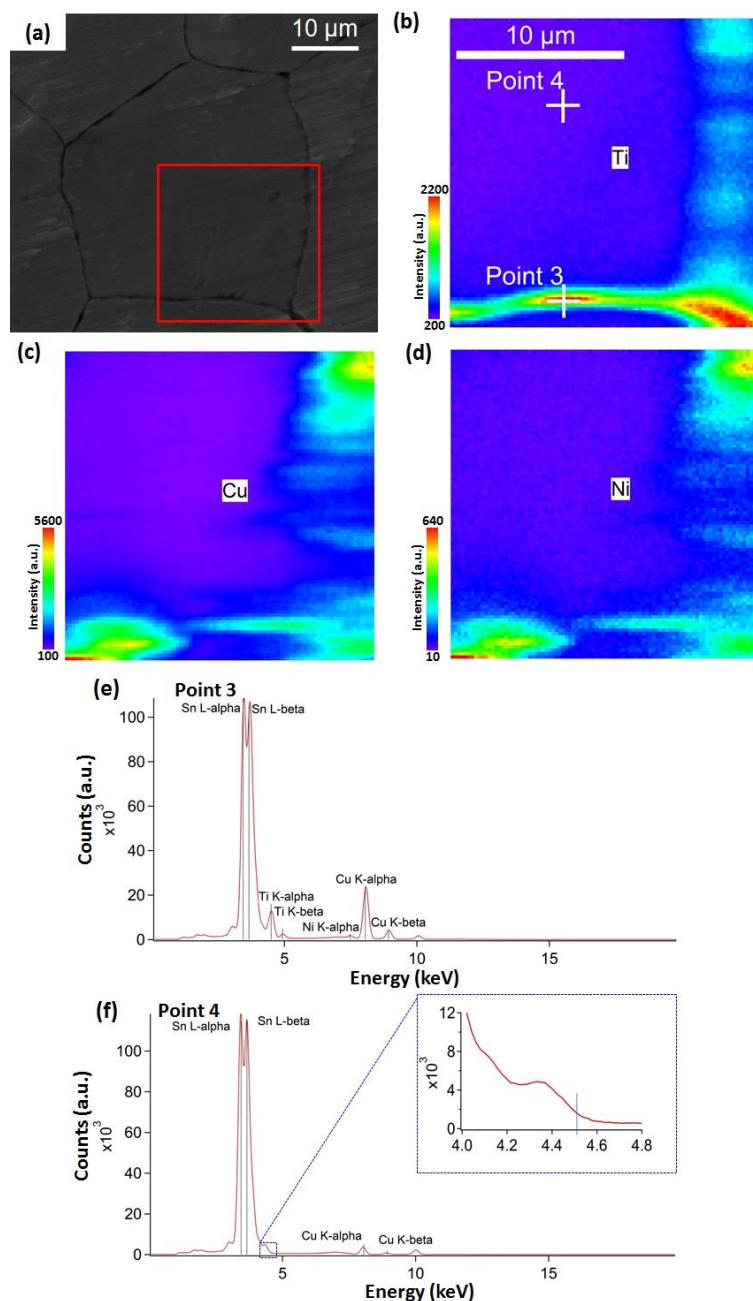 (a)
10 µm
(b)
10 µm
Point 4
Ti
2200
Intensity (a.u.)
200
Point 3
(c)
Cu
5600
Intensity (a.u.)
100
(d)
Ni
640
Intensity (a.u.)
10
(e)
Point 3
Sn L-alpha
Sn L-beta
Ti K-alpha
Ti K-beta
Ni K-alpha
Cu K-alpha
Cu K-beta
Counts (a.u.)
x10³
100
80
60
40
20
0
5
10
15
Energy (keV)
(f)
Point 4
Sn L-alpha
Sn L-beta
Cu K-alpha
Cu K-beta
Counts (a.u.)
x10³
100
80
60
40
20
0
5
10
15
Energy (keV)
x10³
12
8
4
0
4.0
4.2
4.4
4.6
4.8